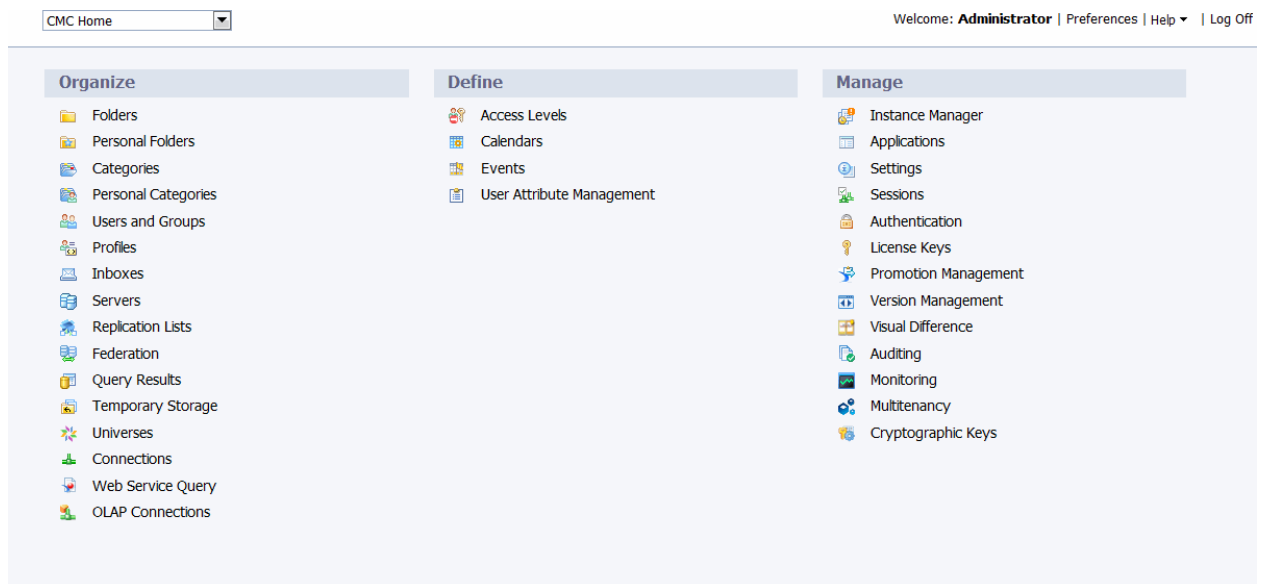 CMC Home
Welcome: Administrator | Preferences | Help | Log Off
Organize
Folders
Personal Folders
Categories
Personal Categories
Users and Groups
Profiles
Inboxes
Servers
Replication Lists
Federation
Query Results
Temporary Storage
Universes
Connections
Web Service Query
OLAP Connections
Define
Access Levels
Calendars
Events
User Attribute Management
Manage
Instance Manager
Applications
Settings
Sessions
Authentication
License Keys
Promotion Management
Version Management
Visual Difference
Auditing
Monitoring
Multitenancy
Cryptographic Keys